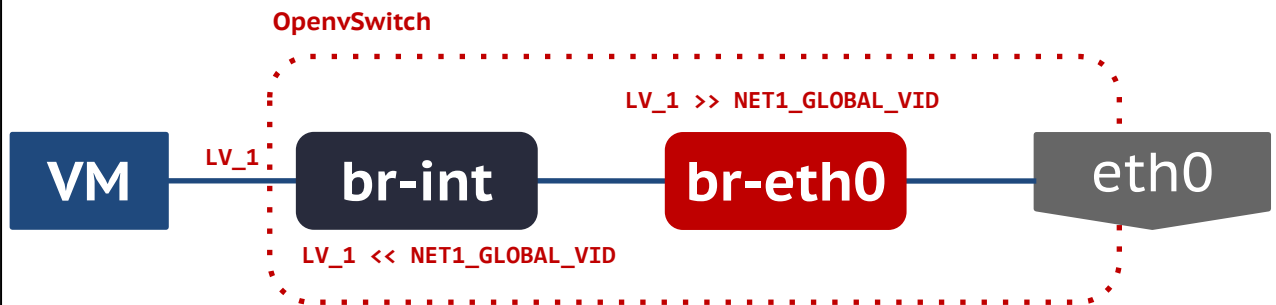 OpenvSwitch
LV_1 >> NET1_GLOBAL_VID
VM
LV_1
br-int
br-eth0
eth0
LV_1 << NET1_GLOBAL_VID